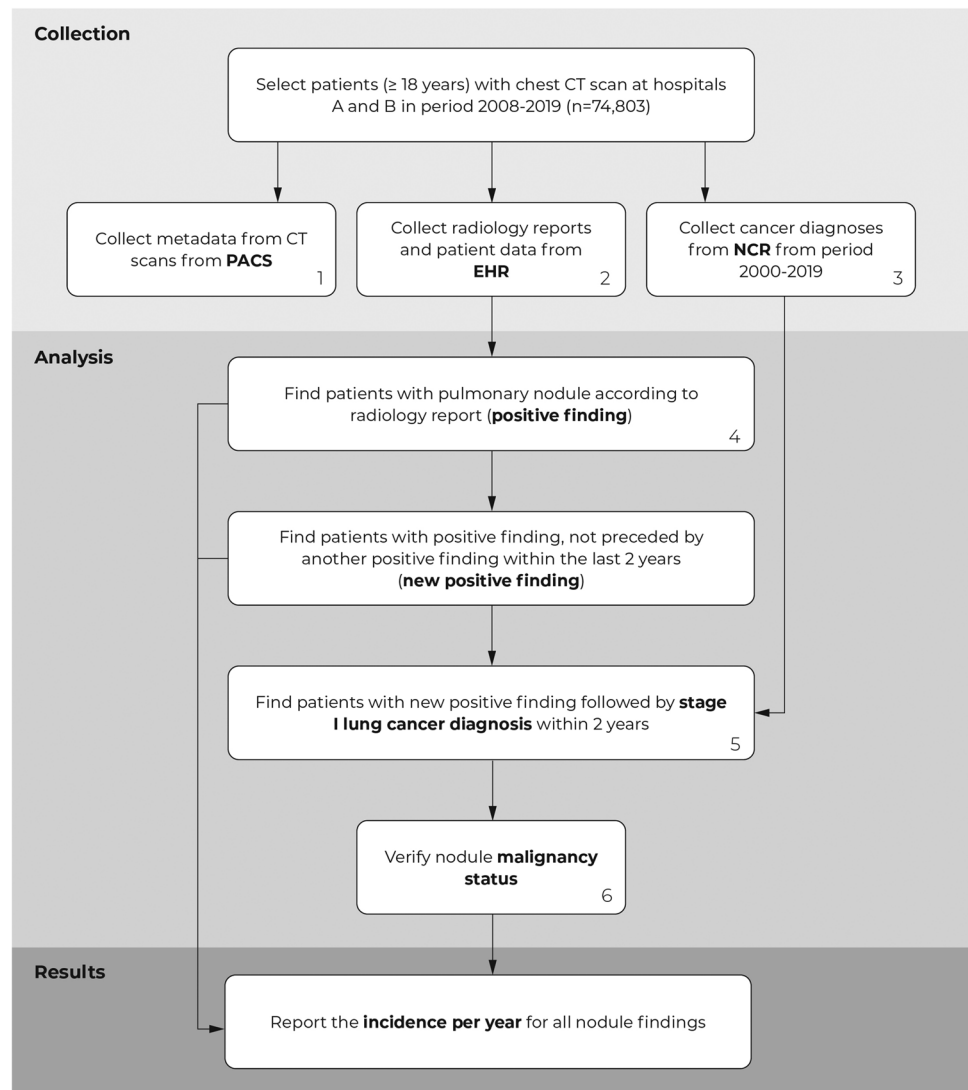 Collection
Select patients (≥ 18 years) with chest CT scan at hospitals
A and B in period 2008-2019 (n=74,803)
Collect metadata from CT
scans from PACS
1
Collect radiology reports
and patient data from
EHR
2
Collect cancer diagnoses
from NCR from period
2000-2019
3
Analysis
Find patients with pulmonary nodule according to
radiology report (positive finding)
4
Find patients with positive finding, not preceded by
another positive finding within the last 2 years
(new positive finding)
Find patients with new positive finding followed by stage
I lung cancer diagnosis within 2 years
5
Verify nodule malignancy
status
6
Results
Report the incidence per year for all nodule findings